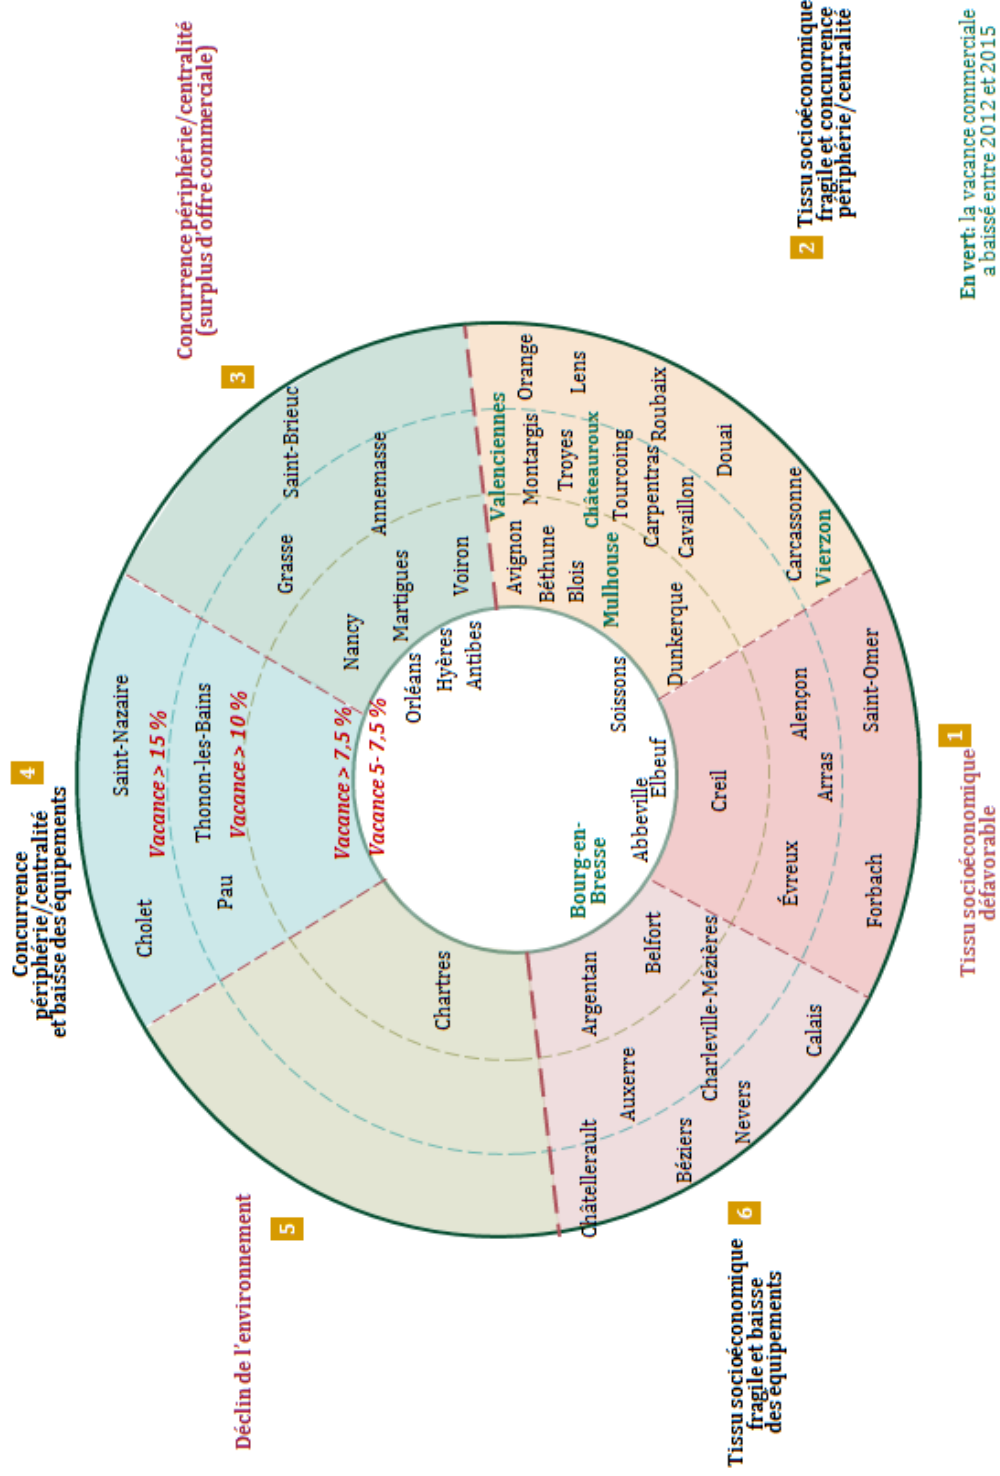 Concurrence
périphérie/centralité
et baisse des équipements
4
Concurrence périphérie/centralité
(surplus d'offre commerciale)
3
Déclin de l'environnement
5
Saint-Nazaire
Cholet
Vacance > 15 %
Thonon-les-Bains
Pau
Vacance > 10 %
Vacance > 7,5 %
Vacance 5- 7,5 %
Saint-Brieuc
Grasse
Annemasse
Nancy
Martigues
Voiron
Orléans
Hyères
Antibes
Chartres
Valenciennes
Orange
Avignon
Montargis
Béthune
Troyes
Lens
Blois
Châteauroux
Mulhouse
Tourcoing
Carpentras
Roubaix
Cavaillon
Dunkerque
Douai
Carcassonne
Vierzon
Soissons
Bourg-en-
Bresse
Abbeville
Elbeuf
Creil
Alençon
Évreux
Arras
Saint-Omer
Forbach
Argentan
Belfort
Châtellerault
Auxerre
Charleville-Mézières
Béziers
Nevers
Calais
6
Tissu socioéconomique
fragile et baisse
des équipements
2
Tissu socioéconomique
fragile et concurrence
périphérie/centralité
1
Tissu socioéconomique
défavorable
En vert: la vacance commerciale
a baissé entre 2012 et 2015